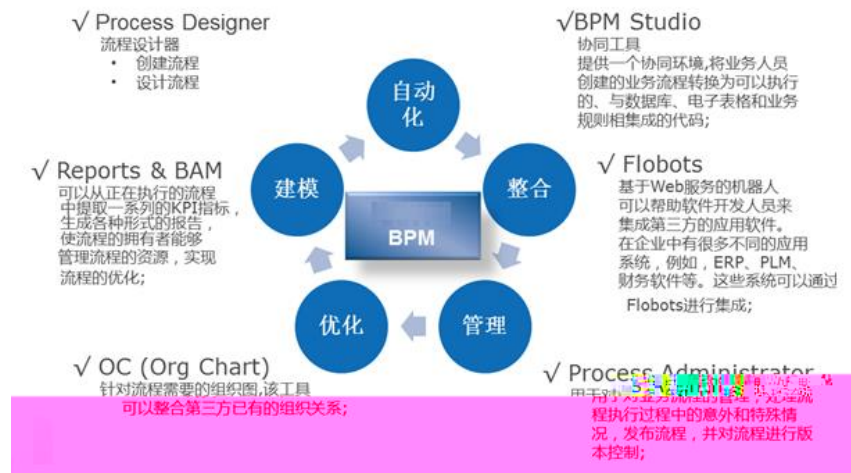 √ Process Designer
流程设计器
• 创建流程
• 设计流程
√BPM Studio
协同工具
提供一个协同环境,将业务人员
创建的业务流程转换为可以执行
的、与数据库、电子表格和业务
规则相集成的代码;
自动
化
√ Reports & BAM
可以从正在执行的流程
中提取一系列的KPI指标，
生成各种形式的报告，
使流程的拥有者能够
管理流程的资源，实现
流程的优化;
建模
整合
BPM
√ Flobots
基于Web服务的机器人
可以帮助软件开发人员来
集成第三方的应用软件。
在企业中有很多不同的应用
系统，例如，ERP、PLM、
财务软件等。这些系统可以通过
Flobots进行集成;
优化
管理
√ OC (Org Chart)
针对流程需要的组织图,该工具
可以整合第三方已有的组织关系;
√ Process Administrator
用于对业务流程的管理，处理流
程执行过程中的意外和特殊情
况，发布流程，并对流程进行版
本控制;